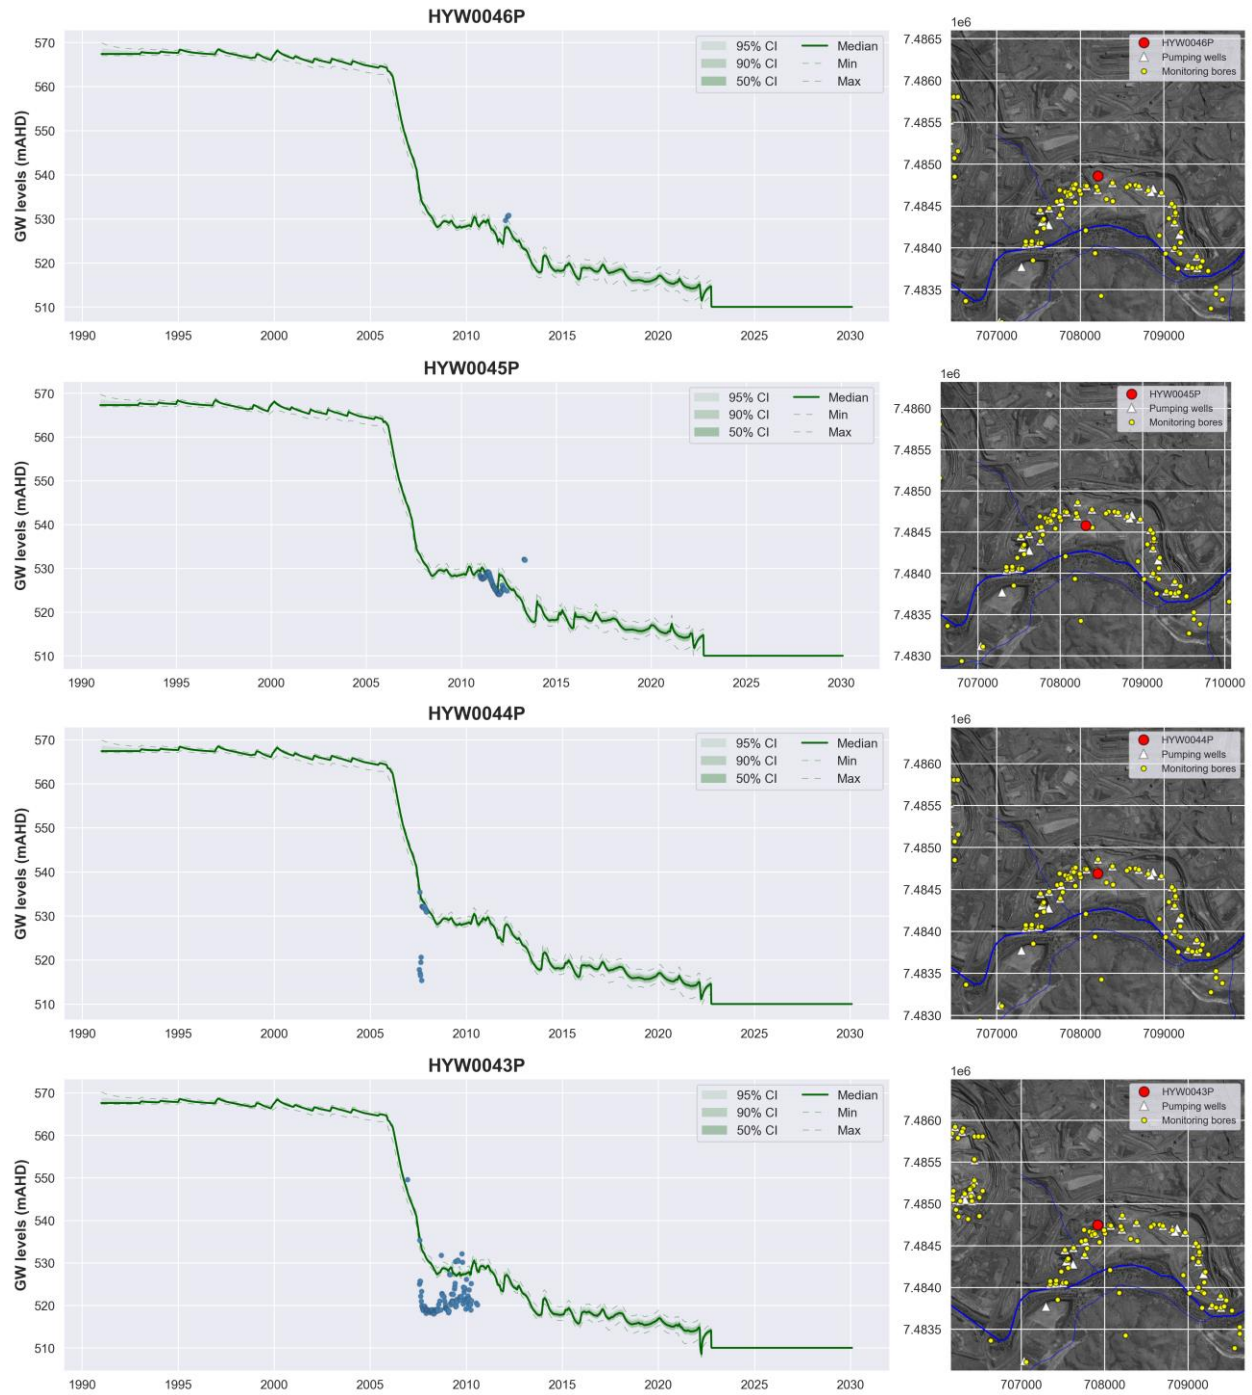 HYW0046P
GW levels (mAHD)
570
560
550
540
530
520
510
1990 1995 2000 2005 2010 2015 2020 2025 2030
95% CI Median
90% CI Min
50% CI Max
1e6
7.4865
7.4860
7.4855
7.4850
7.4845
7.4840
7.4835
707000 708000 709000
HYW0046P
Pumping wells
Monitoring bores
HYW0045P
GW levels (mAHD)
570
560
550
540
530
520
510
1990 1995 2000 2005 2010 2015 2020 2025 2030
95% CI Median
90% CI Min
50% CI Max
1e6
7.4860
7.4855
7.4850
7.4845
7.4840
7.4835
7.4830
707000 708000 709000 710000
HYW0045P
Pumping wells
Monitoring bores
HYW0044P
GW levels (mAHD)
570
560
550
540
530
520
510
1990 1995 2000 2005 2010 2015 2020 2025 2030
95% CI Median
90% CI Min
50% CI Max
1e6
7.4860
7.4855
7.4850
7.4845
7.4840
7.4835
7.4830
707000 708000 709000
HYW0044P
Pumping wells
Monitoring bores
HYW0043P
GW levels (mAHD)
570
560
550
540
530
520
510
1990 1995 2000 2005 2010 2015 2020 2025 2030
95% CI Median
90% CI Min
50% CI Max
1e6
7.4860
7.4855
7.4850
7.4845
7.4840
7.4835
707000 708000 709000
HYW0043P
Pumping wells
Monitoring bores